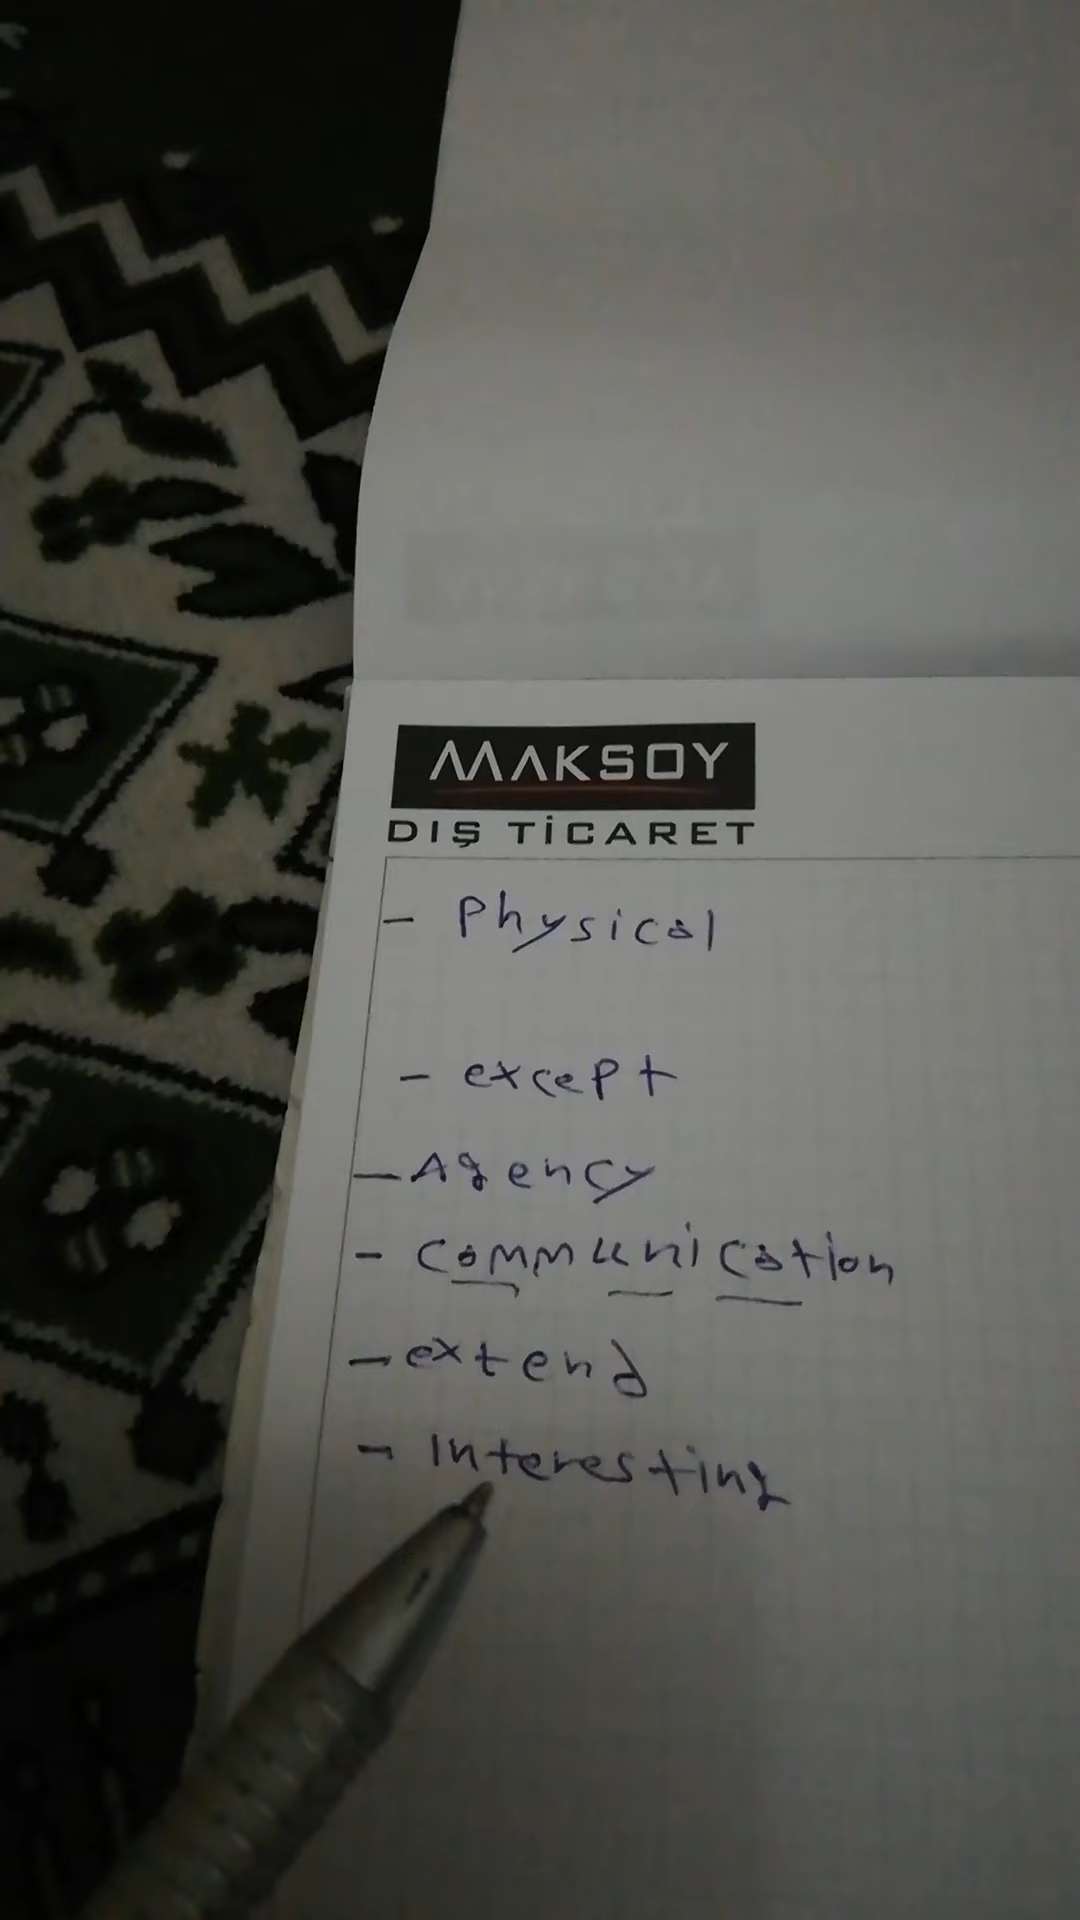 MAKSOY
DIŞ TİCARET
- Physical
- except
- Agency
- Communication
- extend
- Interesting